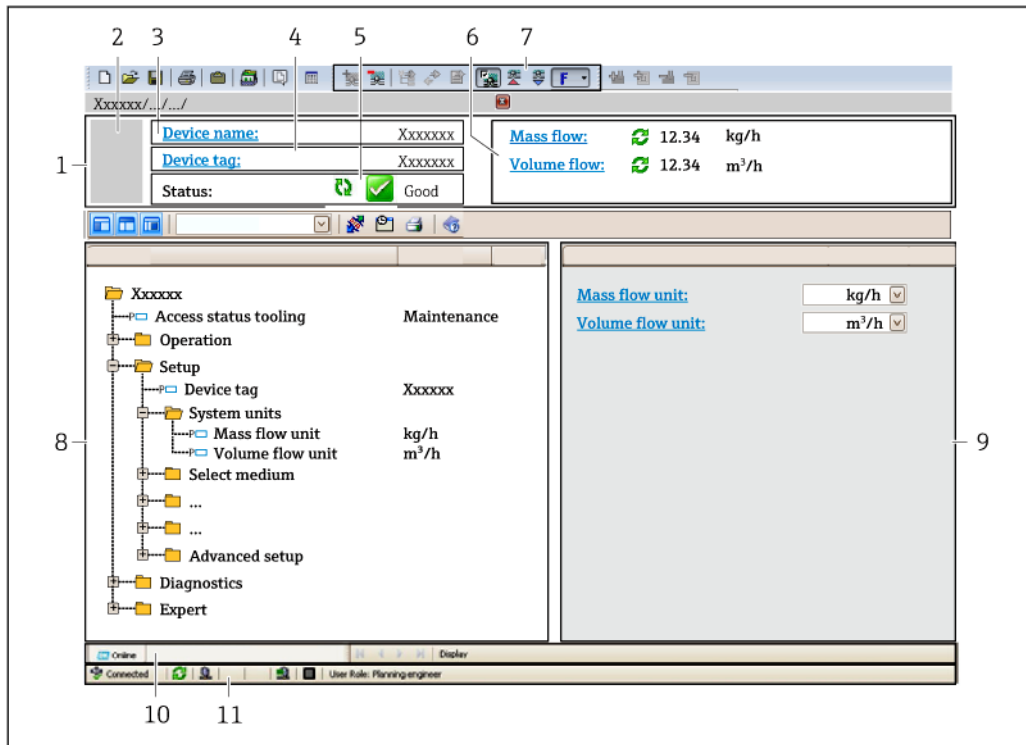 2 3 4 5 6 7
F
Xxxxxx/.../.../
1
Device name: Xxxxxxx
Device tag: Xxxxxxx
Status: Good
Mass flow: 12.34 kg/h
Volume flow: 12.34 m³/h
Xxxxxx
P Access status tooling Maintenance
Operation
Setup
P Device tag Xxxxxx
System units
P Mass flow unit kg/h
P Volume flow unit m³/h
Select medium
...
...
Advanced setup
Diagnostics
Expert
Mass flow unit: kg/h
Volume flow unit: m³/h
8
9
Online Display
Connected User Role: Planning engineer
10 11